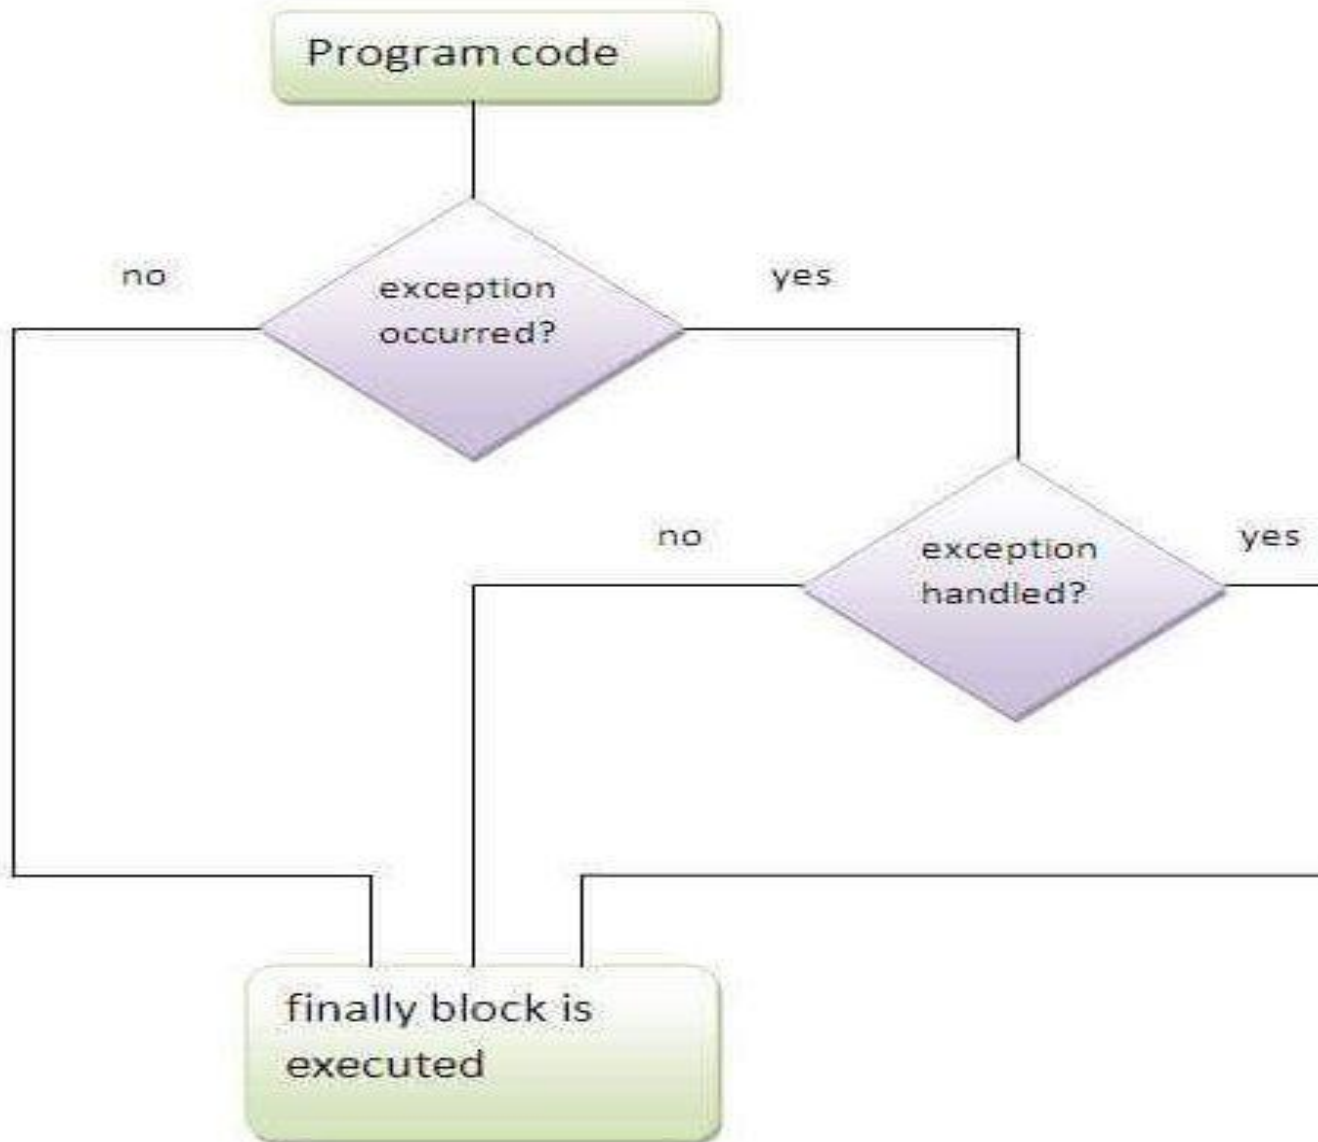 Program code
no
yes
exception
occurred?
no
yes
exception
handled?
finally block is
executed